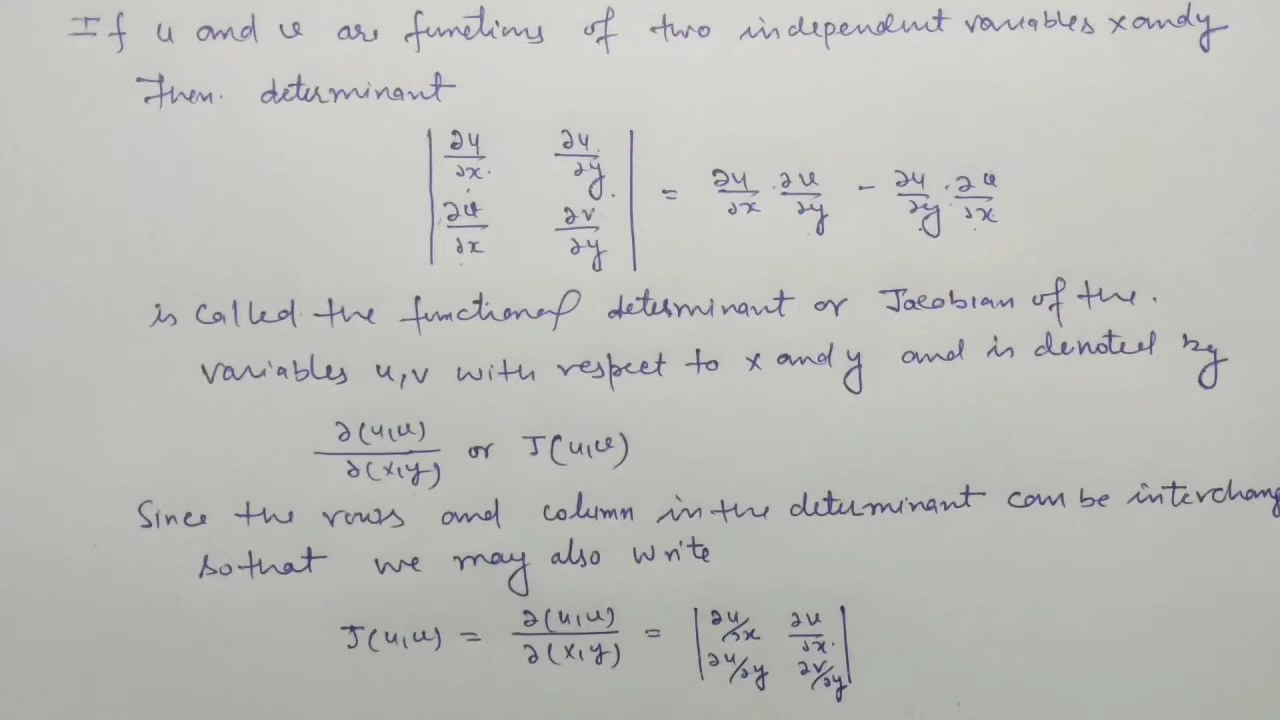 If u and v are functions of two independent variables x and y
Then. determinant
| ∂u/∂x ∂u/∂y |
| ∂v/∂x ∂v/∂y | = ∂u/∂x · ∂v/∂y - ∂u/∂y · ∂v/∂x
is called the functional determinant or Jacobian of the.
variables u, v with respect to x and y and is denoted by
∂(u,v)/∂(x,y) or J(u,v)
Since the rows and column in the determinant can be interchang
so that we may also write
J(u,v) = ∂(u,v)/∂(x,y) = | ∂u/∂x ∂v/∂x |
| ∂u/∂y ∂v/∂y |